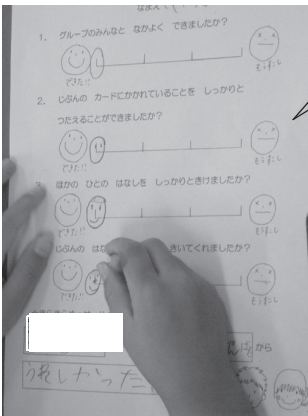 1. グループのみんなと なかよく できましたか？
できた!! もうすこし
2. じぶんの カードにかかれていることを しっかりと
つたえることができましたか？
できた!! もうすこし
ほかの ひとの はなしを しっかりときけましたか？
できた!! もうすこし
じぶんの はな きいてくれましたか？
できた!! もうすこし
から
うれしかった